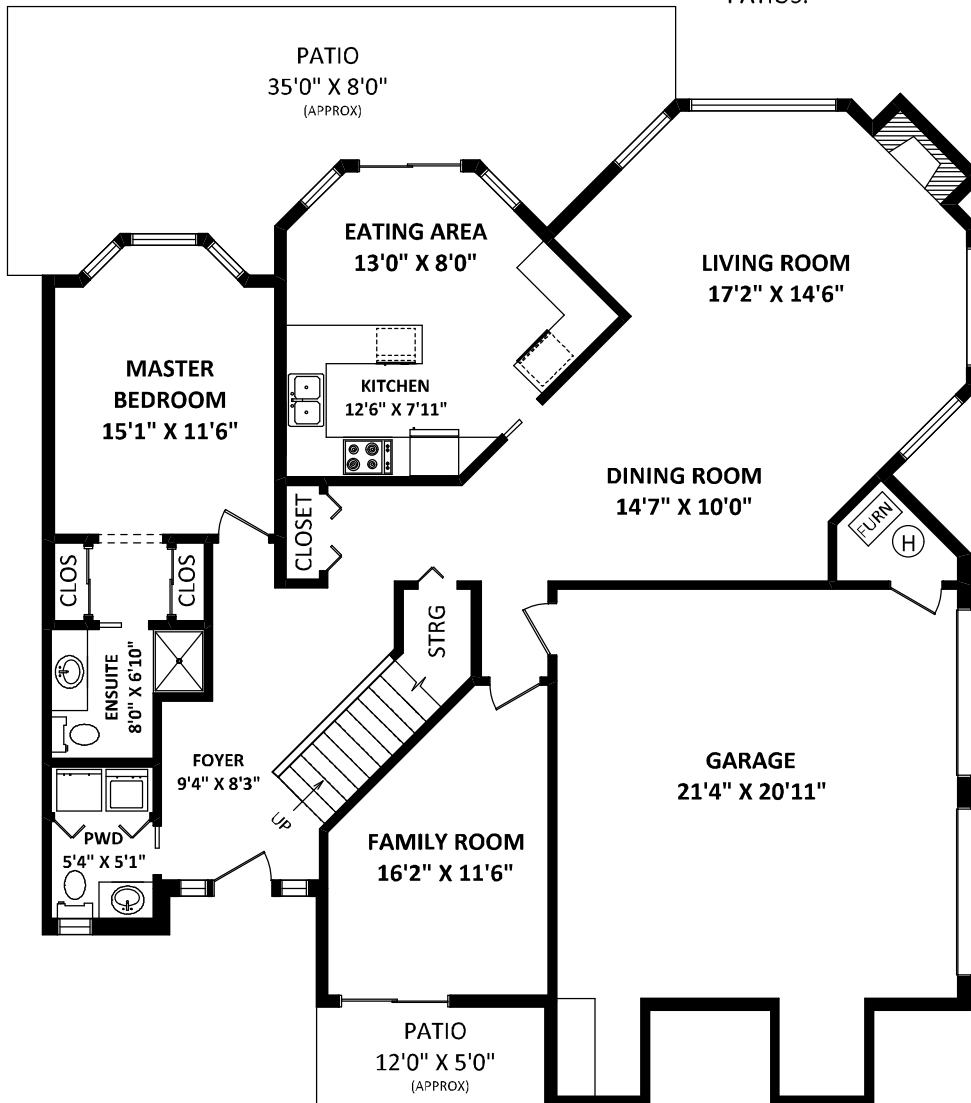 PATIOS.
PATIO
35'0" X 8'0"
(APPROX)
EATING AREA
13'0" X 8'0"
LIVING ROOM
17'2" X 14'6"
MASTER
BEDROOM
15'1" X 11'6"
KITCHEN
12'6" X 7'11"
DINING ROOM
14'7" X 10'0"
CLOSET
FURN
H
CLOS
CLOS
STRG
ENSUITE
8'0" X 6'10"
FOYER
9'4" X 8'3"
UP
GARAGE
21'4" X 20'11"
PWD
5'4" X 5'1"
FAMILY ROOM
16'2" X 11'6"
PATIO
12'0" X 5'0"
(APPROX)